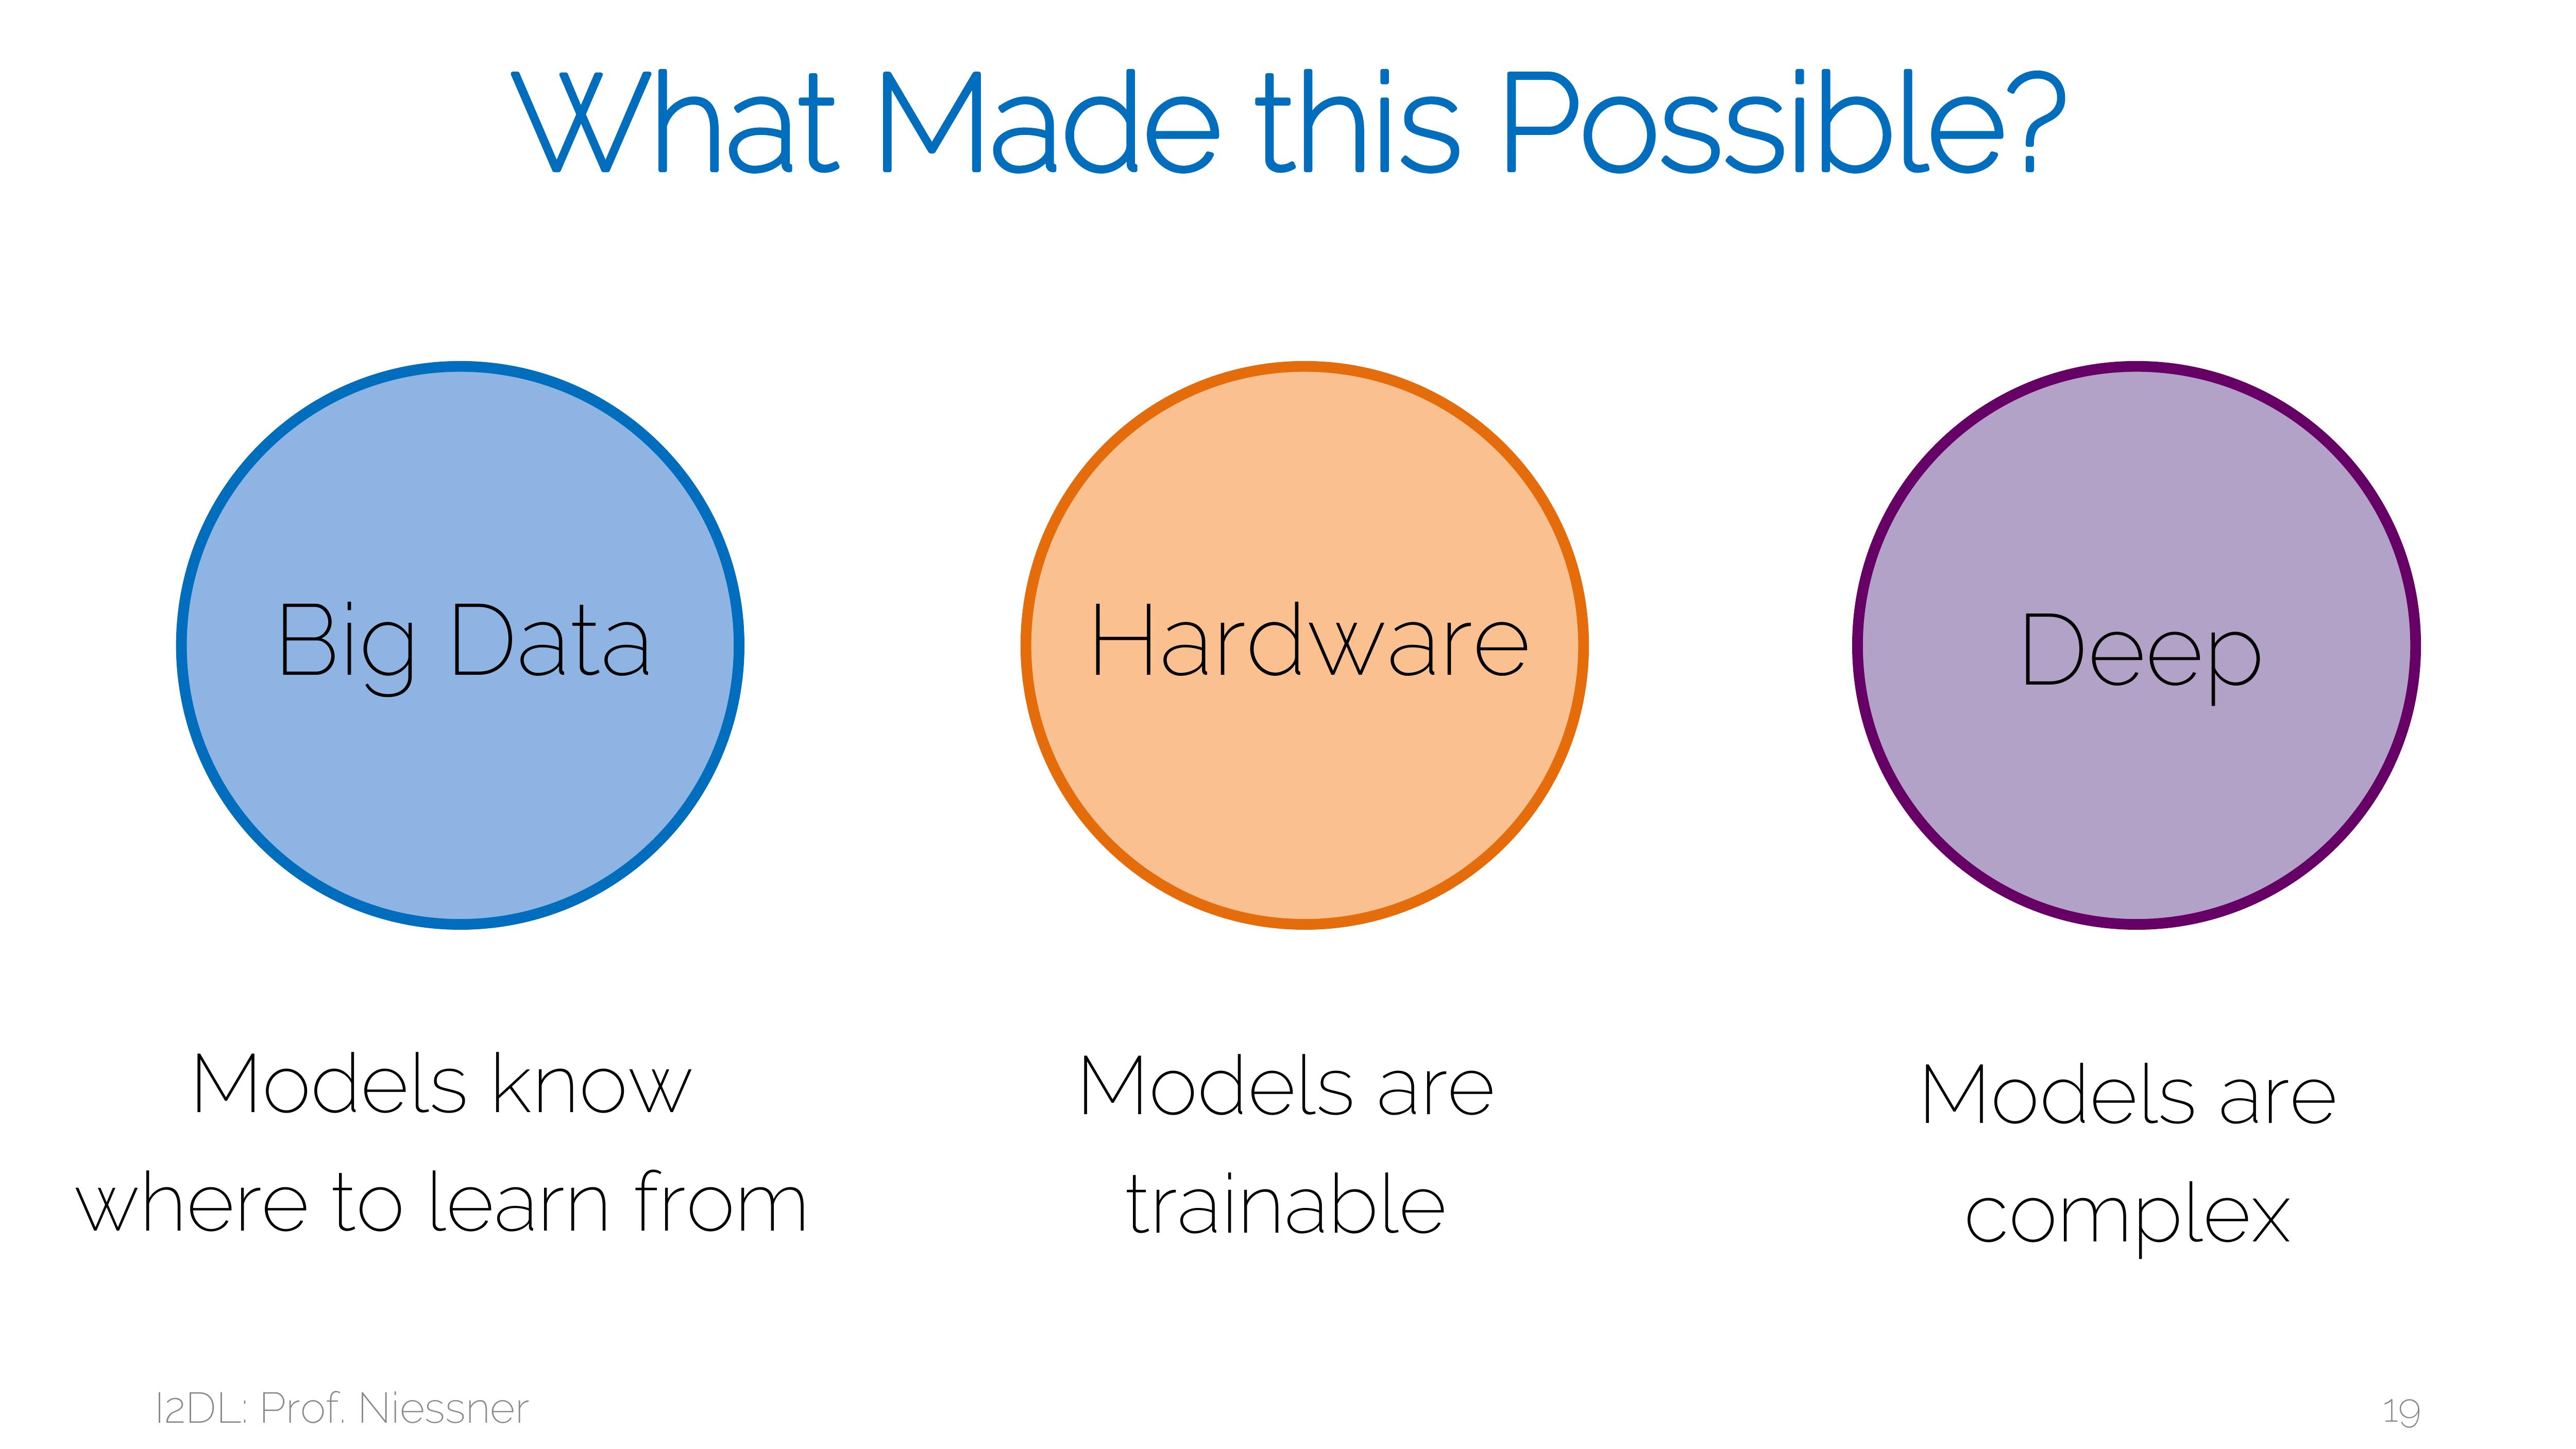 What Made this Possible?
Big Data
Hardware
Deep
Models know
where to learn from
Models are
trainable
Models are
complex
I2DL: Prof. Niessner
19